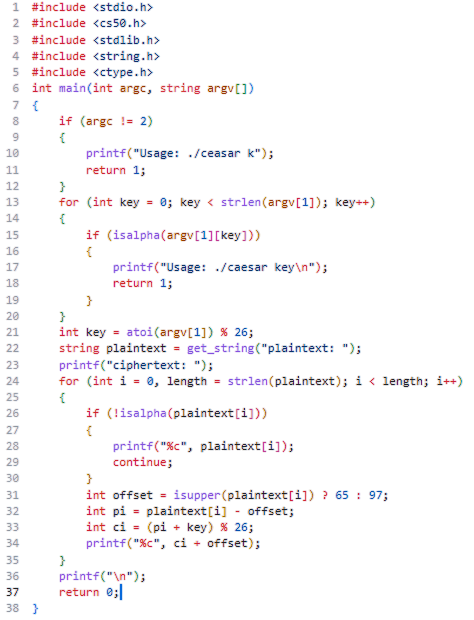 1 #include <stdio.h>
2 #include <cs50.h>
3 #include <stdlib.h>
4 #include <string.h>
5 #include <ctype.h>
6 int main(int argc, string argv[])
7 {
8     if (argc != 2)
9     {
10         printf("Usage: ./ceasar k");
11         return 1;
12     }
13     for (int key = 0; key < strlen(argv[1]); key++)
14     {
15         if (isalpha(argv[1][key]))
16         {
17             printf("Usage: ./caesar key\n");
18             return 1;
19         }
20     }
21     int key = atoi(argv[1]) % 26;
22     string plaintext = get_string("plaintext: ");
23     printf("ciphertext: ");
24     for (int i = 0, length = strlen(plaintext); i < length; i++)
25     {
26         if (!isalpha(plaintext[i]))
27         {
28             printf("%c", plaintext[i]);
29             continue;
30         }
31         int offset = isupper(plaintext[i]) ? 65 : 97;
32         int pi = plaintext[i] - offset;
33         int ci = (pi + key) % 26;
34         printf("%c", ci + offset);
35     }
36     printf("\n");
37     return 0;
38 }